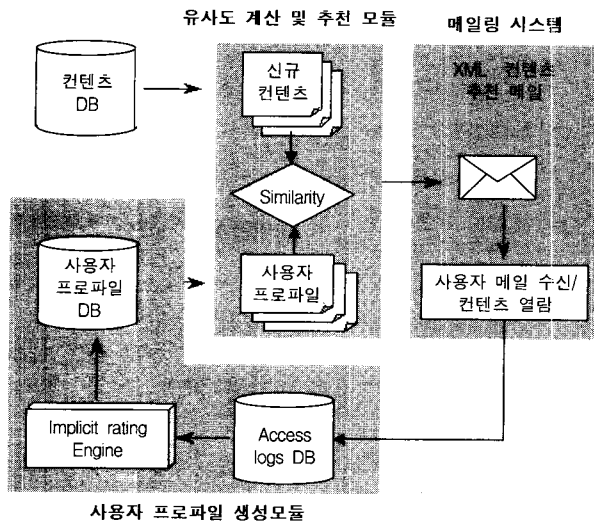 유사도 계산 및 추천 모듈
메일링 시스템
컨텐츠
DB
신규
컨텐츠
XML 컨텐츠
추천 메일
Similarity
사용자
프로파일
DB
사용자
프로파일
사용자 메일 수신/
컨텐츠 열람
Implicit rating
Engine
Access
logs DB
사용자 프로파일 생성모듈